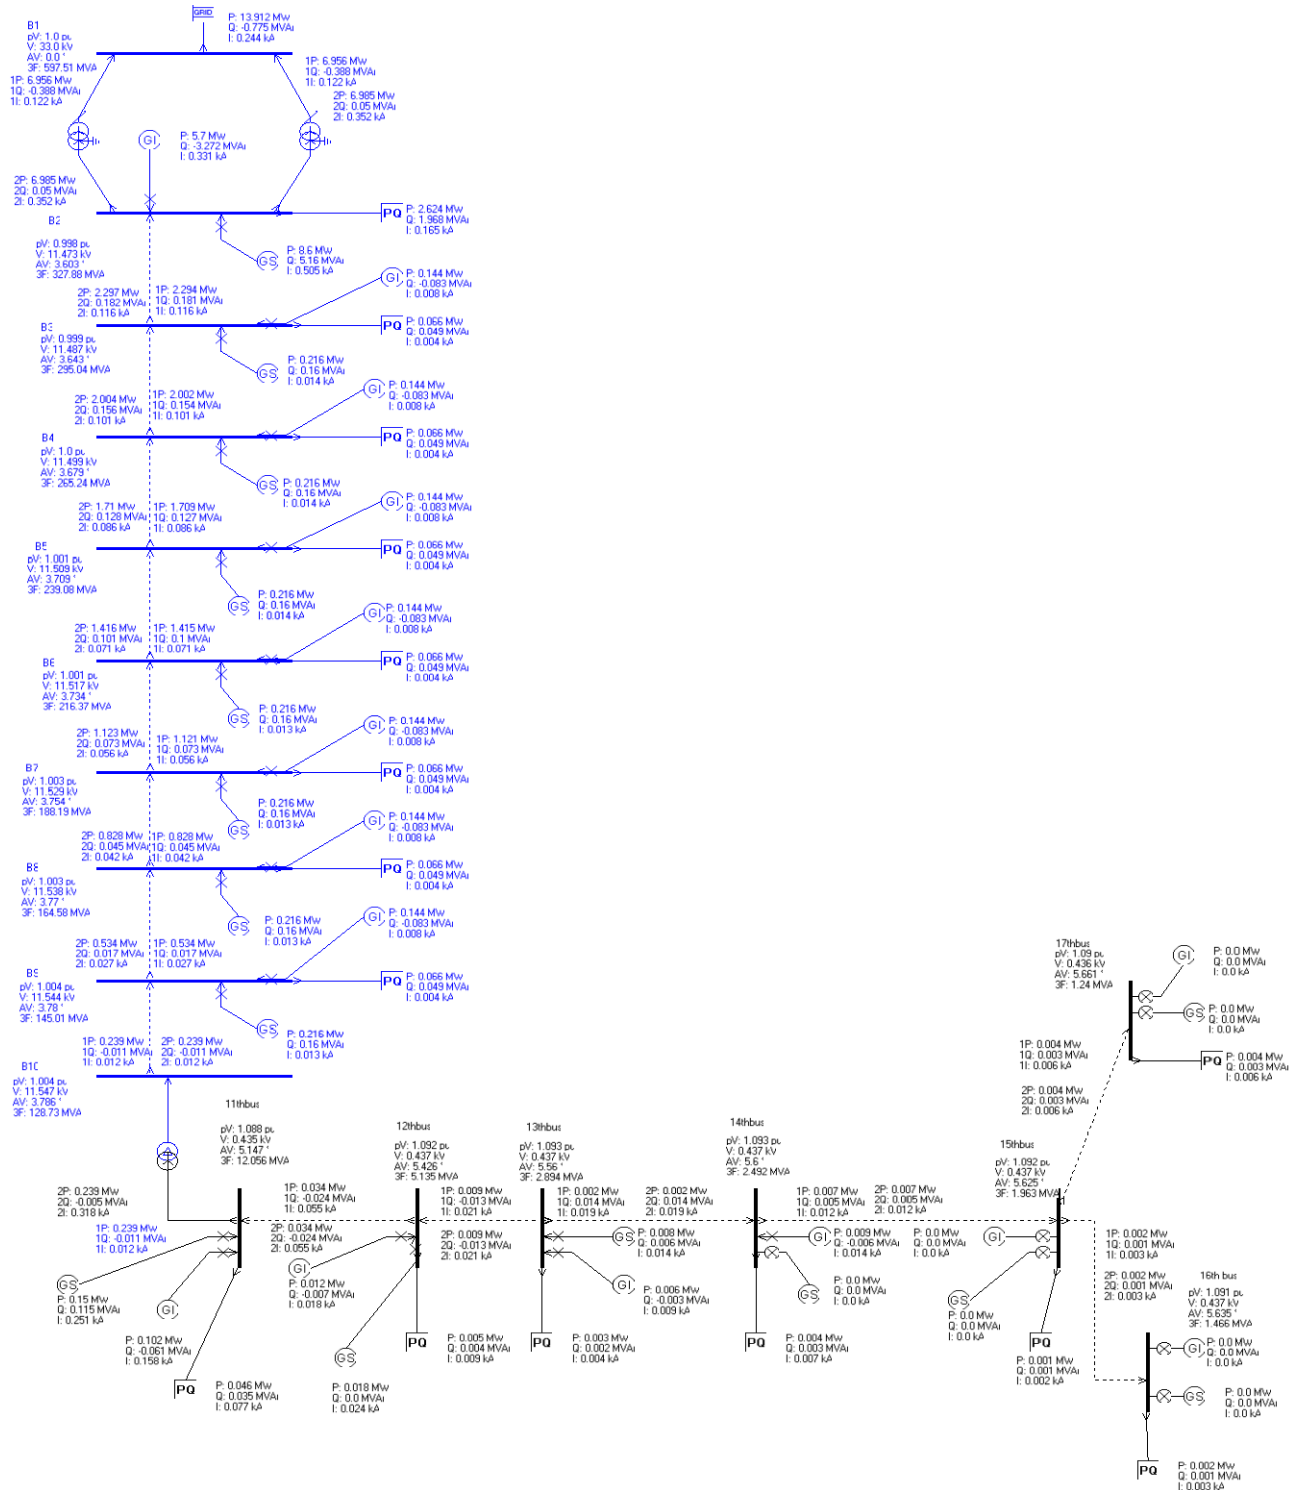 GRID
P: 13.912 MW
Q: -0.775 MVAr
I: 0.244 kA
B1
pV: 1.0 pu
V: 33.0 kV
AV: 0.0 °
3F: 597.51 MVA
1P: 6.956 MW
1Q: -0.388 MVAr
1I: 0.122 kA
1P: 6.956 MW
1Q: -0.388 MVAr
1I: 0.122 kA
2P: 6.985 MW
2Q: 0.05 MVAr
2I: 0.352 kA
GI
P: 5.7 MW
Q: -3.272 MVAr
I: 0.331 kA
2P: 6.985 MW
2Q: 0.05 MVAr
2I: 0.352 kA
B2
pV: 0.998 pu
V: 11.473 kV
AV: 3.603 °
3F: 327.88 MVA
PQ
P: 2.624 MW
Q: 1.968 MVAr
I: 0.165 kA
GS
P: 8.6 MW
Q: 5.16 MVAr
I: 0.505 kA
GI
P: 0.144 MW
Q: -0.083 MVAr
I: 0.008 kA
2P: 2.297 MW
2Q: 0.182 MVAr
2I: 0.116 kA
1P: 2.294 MW
1Q: 0.181 MVAr
1I: 0.116 kA
B3
pV: 0.999 pu
V: 11.487 kV
AV: 3.643 °
3F: 295.04 MVA
PQ
P: 0.066 MW
Q: 0.049 MVAr
I: 0.004 kA
GS
P: 0.216 MW
Q: 0.16 MVAr
I: 0.014 kA
GI
P: 0.144 MW
Q: -0.083 MVAr
I: 0.008 kA
2P: 2.004 MW
2Q: 0.156 MVAr
2I: 0.101 kA
1P: 2.002 MW
1Q: 0.154 MVAr
1I: 0.101 kA
B4
pV: 1.0 pu
V: 11.499 kV
AV: 3.679 °
3F: 265.24 MVA
PQ
P: 0.066 MW
Q: 0.049 MVAr
I: 0.004 kA
GS
P: 0.216 MW
Q: 0.16 MVAr
I: 0.014 kA
GI
P: 0.144 MW
Q: -0.083 MVAr
I: 0.008 kA
2P: 1.71 MW
2Q: 0.128 MVAr
2I: 0.086 kA
1P: 1.709 MW
1Q: 0.127 MVAr
1I: 0.086 kA
B5
pV: 1.001 pu
V: 11.509 kV
AV: 3.709 °
3F: 239.08 MVA
PQ
P: 0.066 MW
Q: 0.049 MVAr
I: 0.004 kA
GS
P: 0.216 MW
Q: 0.16 MVAr
I: 0.014 kA
GI
P: 0.144 MW
Q: -0.083 MVAr
I: 0.008 kA
2P: 1.416 MW
2Q: 0.101 MVAr
2I: 0.071 kA
1P: 1.415 MW
1Q: 0.1 MVAr
1I: 0.071 kA
B6
pV: 1.001 pu
V: 11.517 kV
AV: 3.734 °
3F: 216.37 MVA
PQ
P: 0.066 MW
Q: 0.049 MVAr
I: 0.004 kA
GS
P: 0.216 MW
Q: 0.16 MVAr
I: 0.013 kA
GI
P: 0.144 MW
Q: -0.083 MVAr
I: 0.008 kA
2P: 1.123 MW
2Q: 0.073 MVAr
2I: 0.056 kA
1P: 1.121 MW
1Q: 0.073 MVAr
1I: 0.056 kA
B7
pV: 1.003 pu
V: 11.529 kV
AV: 3.754 °
3F: 188.19 MVA
PQ
P: 0.066 MW
Q: 0.049 MVAr
I: 0.004 kA
GS
P: 0.216 MW
Q: 0.16 MVAr
I: 0.013 kA
GI
P: 0.144 MW
Q: -0.083 MVAr
I: 0.008 kA
2P: 0.828 MW
2Q: 0.045 MVAr
2I: 0.042 kA
1P: 0.828 MW
1Q: 0.045 MVAr
1I: 0.042 kA
B8
pV: 1.003 pu
V: 11.538 kV
AV: 3.77 °
3F: 164.58 MVA
PQ
P: 0.066 MW
Q: 0.049 MVAr
I: 0.004 kA
GS
P: 0.216 MW
Q: 0.16 MVAr
I: 0.013 kA
GI
P: 0.144 MW
Q: -0.083 MVAr
I: 0.008 kA
2P: 0.534 MW
2Q: 0.017 MVAr
2I: 0.027 kA
1P: 0.534 MW
1Q: 0.017 MVAr
1I: 0.027 kA
B9
pV: 1.004 pu
V: 11.544 kV
AV: 3.78 °
3F: 145.01 MVA
PQ
P: 0.066 MW
Q: 0.049 MVAr
I: 0.004 kA
GS
P: 0.216 MW
Q: 0.16 MVAr
I: 0.013 kA
1P: 0.239 MW
1Q: -0.011 MVAr
1I: 0.012 kA
2P: 0.239 MW
2Q: -0.011 MVAr
2I: 0.012 kA
B10
pV: 1.004 pu
V: 11.547 kV
AV: 3.786 °
3F: 128.73 MVA
17thbus
pV: 1.09 pu
V: 0.436 kV
AV: 5.661 °
3F: 1.24 MVA
GI
P: 0.0 MW
Q: 0.0 MVAr
I: 0.0 kA
GS
P: 0.0 MW
Q: 0.0 MVAr
I: 0.0 kA
PQ
P: 0.004 MW
Q: 0.003 MVAr
I: 0.006 kA
1P: 0.004 MW
1Q: 0.003 MVAr
1I: 0.006 kA
2P: 0.004 MW
2Q: 0.003 MVAr
2I: 0.006 kA
11thbus
pV: 1.088 pu
V: 0.435 kV
AV: 5.147 °
3F: 12.056 MVA
2P: 0.239 MW
2Q: -0.005 MVAr
2I: 0.318 kA
1P: 0.239 MW
1Q: -0.011 MVAr
1I: 0.012 kA
GS
P: 0.15 MW
Q: 0.115 MVAr
I: 0.251 kA
GI
P: 0.102 MW
Q: -0.061 MVAr
I: 0.158 kA
PQ
P: 0.046 MW
Q: 0.035 MVAr
I: 0.077 kA
1P: 0.034 MW
1Q: -0.024 MVAr
1I: 0.055 kA
2P: 0.034 MW
2Q: -0.024 MVAr
2I: 0.055 kA
12thbus
pV: 1.092 pu
V: 0.437 kV
AV: 5.426 °
3F: 5.135 MVA
GI
P: 0.012 MW
Q: -0.007 MVAr
I: 0.018 kA
GS
P: 0.018 MW
Q: 0.0 MVAr
I: 0.024 kA
PQ
P: 0.005 MW
Q: 0.004 MVAr
I: 0.009 kA
1P: 0.009 MW
1Q: -0.013 MVAr
1I: 0.021 kA
2P: 0.009 MW
2Q: -0.013 MVAr
2I: 0.021 kA
13thbus
pV: 1.093 pu
V: 0.437 kV
AV: 5.56 °
3F: 2.894 MVA
1P: 0.002 MW
1Q: 0.014 MVAr
1I: 0.019 kA
2P: 0.002 MW
2Q: 0.014 MVAr
2I: 0.019 kA
GS
P: 0.008 MW
Q: 0.006 MVAr
I: 0.014 kA
GI
P: 0.006 MW
Q: -0.003 MVAr
I: 0.009 kA
PQ
P: 0.003 MW
Q: 0.002 MVAr
I: 0.004 kA
14thbus
pV: 1.093 pu
V: 0.437 kV
AV: 5.6 °
3F: 2.492 MVA
1P: 0.007 MW
1Q: 0.005 MVAr
1I: 0.012 kA
2P: 0.007 MW
2Q: 0.005 MVAr
2I: 0.012 kA
GI
P: 0.009 MW
Q: -0.006 MVAr
I: 0.014 kA
GS
P: 0.0 MW
Q: 0.0 MVAr
I: 0.0 kA
PQ
P: 0.004 MW
Q: 0.003 MVAr
I: 0.007 kA
15thbus
pV: 1.092 pu
V: 0.437 kV
AV: 5.625 °
3F: 1.963 MVA
P: 0.0 MW
Q: 0.0 MVAr
I: 0.0 kA
GI
GS
P: 0.0 MW
Q: 0.0 MVAr
I: 0.0 kA
PQ
P: 0.001 MW
Q: 0.001 MVAr
I: 0.002 kA
1P: 0.002 MW
1Q: 0.001 MVAr
1I: 0.003 kA
2P: 0.002 MW
2Q: 0.001 MVAr
2I: 0.003 kA
16th bus
pV: 1.091 pu
V: 0.437 kV
AV: 5.635 °
3F: 1.466 MVA
GI
P: 0.0 MW
Q: 0.0 MVAr
I: 0.0 kA
GS
P: 0.0 MW
Q: 0.0 MVAr
I: 0.0 kA
PQ
P: 0.002 MW
Q: 0.001 MVAr
I: 0.003 kA